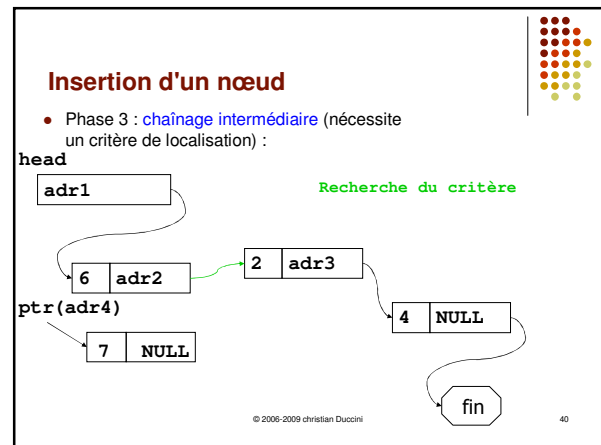 Insertion d'un nœud
• Phase 3 : chaînage intermédiaire (nécessite
un critère de localisation) :
head
adr1
Recherche du critère
6 adr2
2 adr3
ptr(adr4)
4 NULL
7 NULL
fin
© 2006-2009 christian Duccini
40